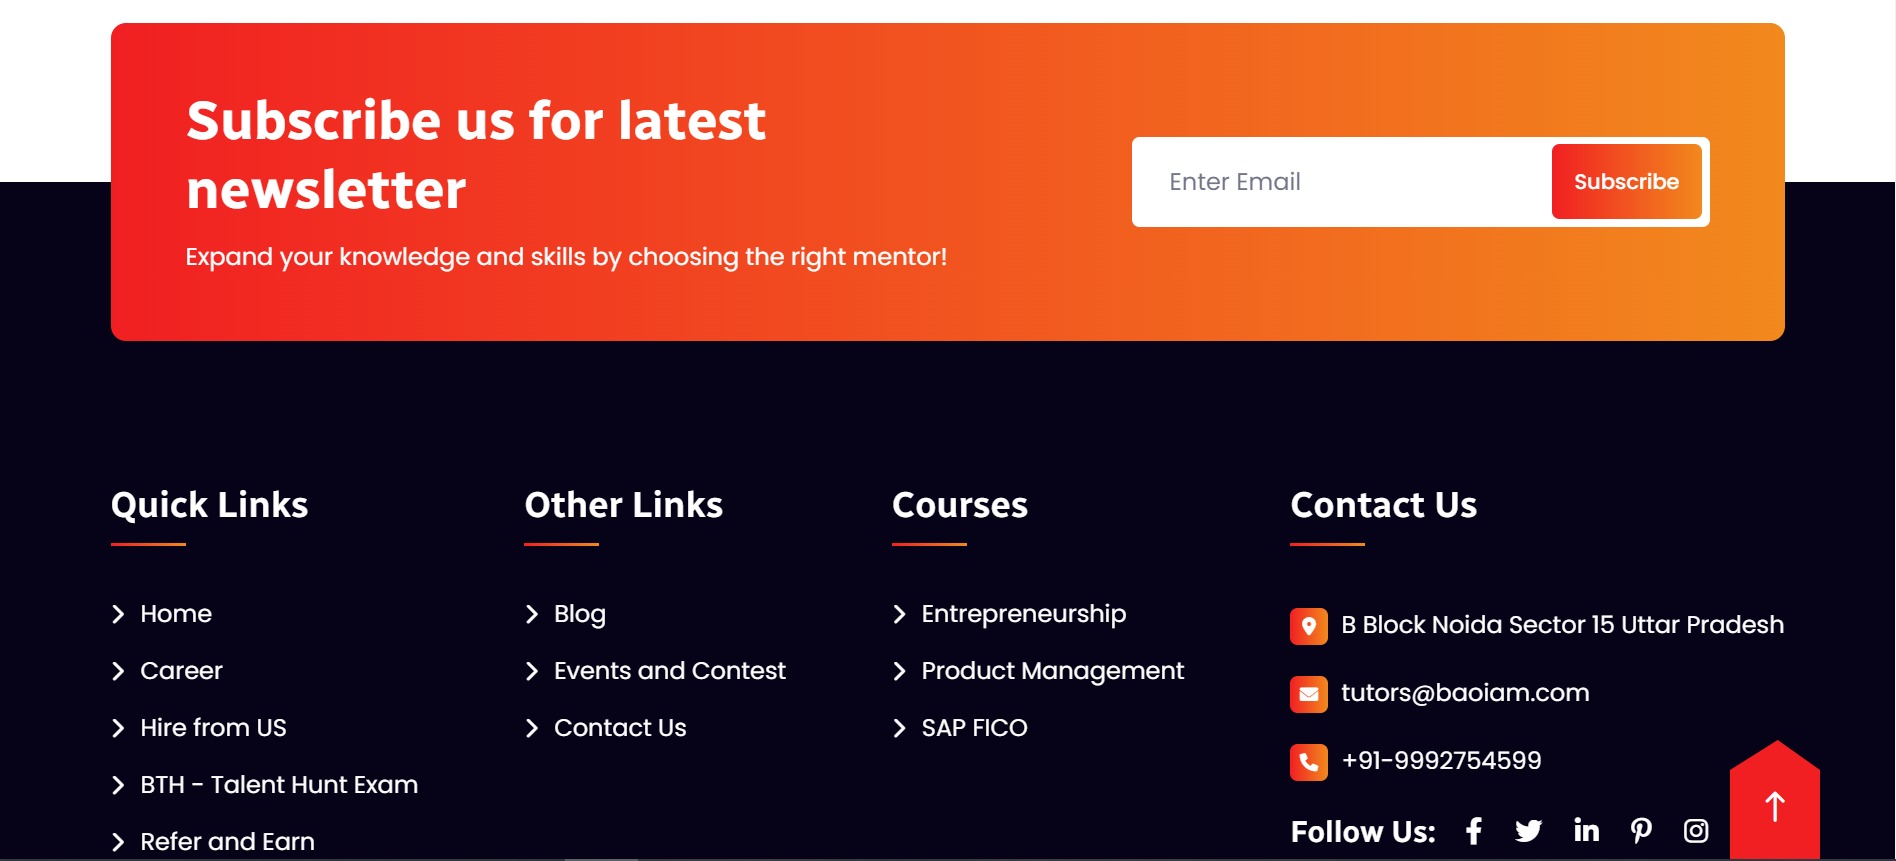 Subscribe us for latest
newsletter
Expand your knowledge and skills by choosing the right mentor!
Enter Email
Subscribe
Quick Links
Home
Career
Hire from US
BTH - Talent Hunt Exam
Refer and Earn
Other Links
Blog
Events and Contest
Contact Us
Courses
Entrepreneurship
Product Management
SAP FICO
Contact Us
B Block Noida Sector 15 Uttar Pradesh
tutors@baoiam.com
+91-9992754599
Follow Us: